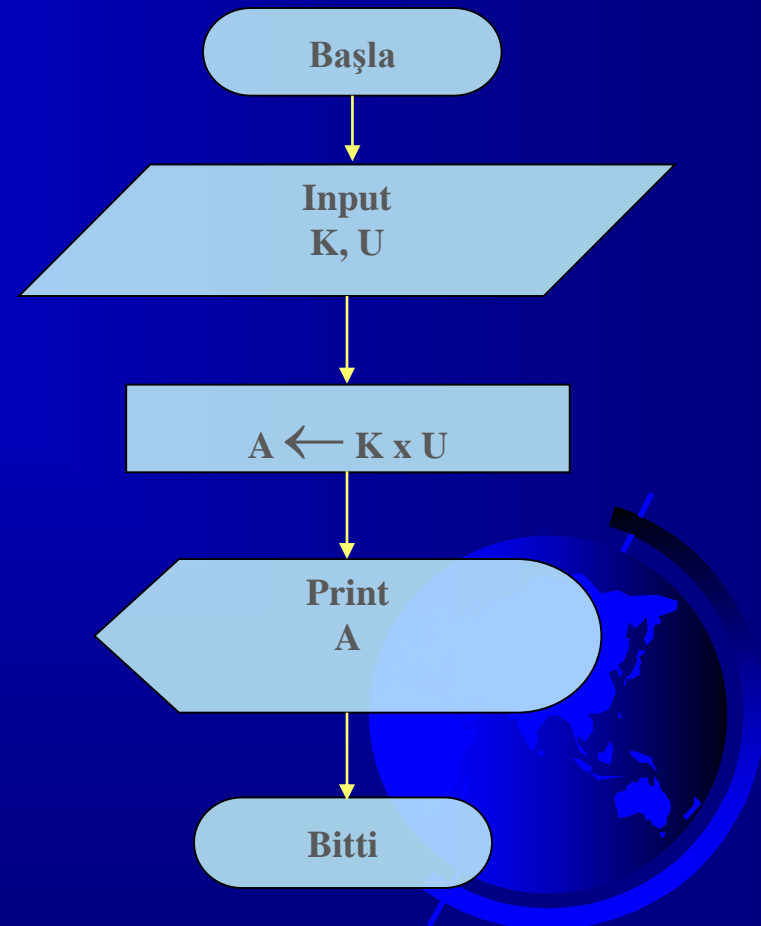 Başla
Input
K, U
A ← K x U
Print
A
Bitti